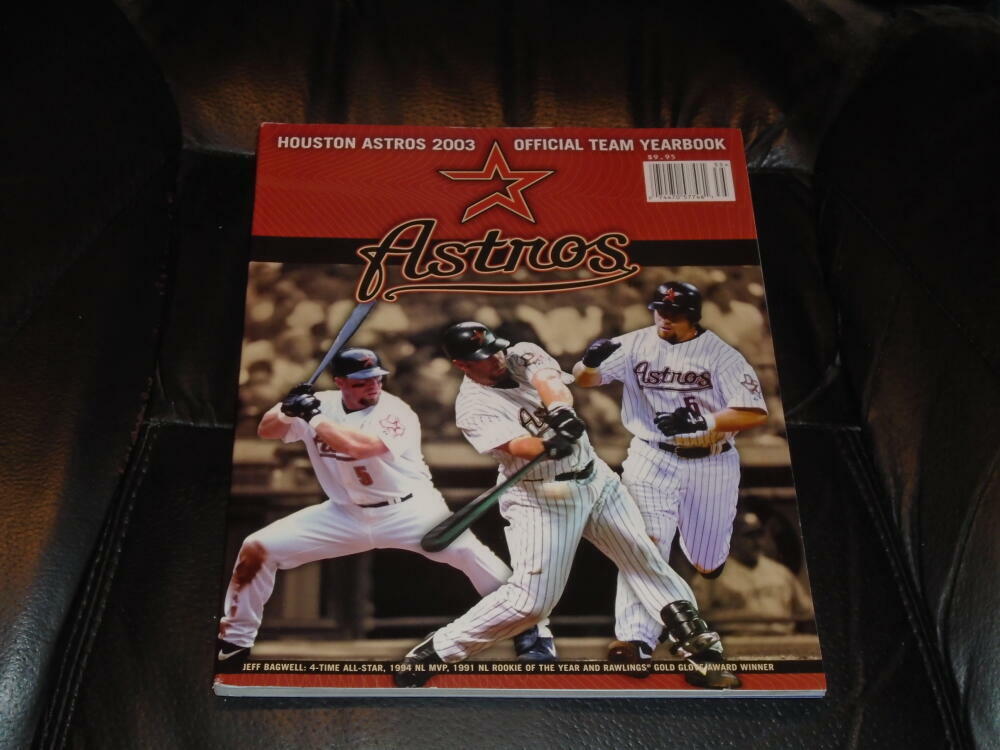 HOUSTON ASTROS 2003 OFFICIAL TEAM YEARBOOK
$9.95
Astros
Astros
5
JEFF BAGWELL: 4-TIME ALL-STAR, 1994 NL MVP, 1991 NL ROOKIE OF THE YEAR AND RAWLINGS® GOLD GLOVE AWARD WINNER